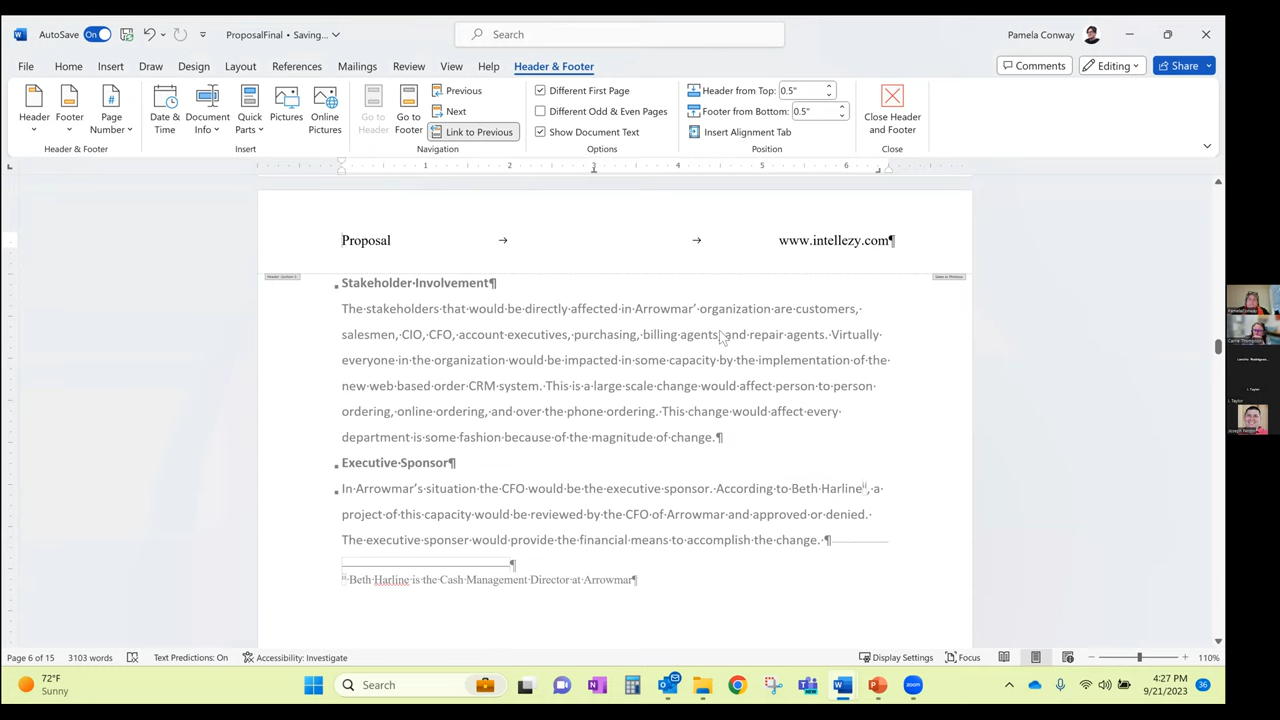 AutoSave On ProposalFinal • Saving... Search Pamela Conway
File Home Insert Draw Design Layout References Mailings Review View Help Header & Footer Comments Editing Share
Header Footer Page Number Date & Time Document Info Quick Parts Pictures Online Pictures Go to Header Go to Footer
Previous
Next
Link to Previous
Different First Page
Different Odd & Even Pages
Show Document Text
Header from Top: 0.5"
Footer from Bottom: 0.5"
Insert Alignment Tab
Close Header and Footer
Header & Footer Insert Navigation Options Position Close
1 2 3 4 5 6
Proposal → → www.intellezy.com¶
Stakeholder·Involvement¶
The·stakeholders·that·would·be·directly·affected·in·Arrowmar’·organization·are·customers,·
salesmen,·CIO,·CFO,·account·executives,·purchasing,·billing·agents,·and·repair·agents.·Virtually·
everyone·in·the·organization·would·be·impacted·in·some·capacity·by·the·implementation·of·the·
new·web·based·order·CRM·system.·This·is·a·large·scale·change·would·affect·person·to·person·
ordering,·online·ordering,·and·over·the·phone·ordering.·This·change·would·affect·every·
department·is·some·fashion·because·of·the·magnitude·of·change.¶
Executive·Sponsor¶
In·Arrowmar’s·situation·the·CFO·would·be·the·executive·sponsor.·According·to·Beth·Harlineⁱⁱ,·a·
project·of·this·capacity·would·be·reviewed·by·the·CFO·of·Arrowmar·and·approved·or·denied.·
The·executive·sponser·would·provide·the·financial·means·to·accomplish·the·change.·¶
¶
ⁱⁱ·Beth·Harline·is·the·Cash·Management·Director·at·Arrowmar¶
Page 6 of 15 3103 words Text Predictions: On Accessibility: Investigate Display Settings Focus 110%
72°F
Sunny
Search
4:27 PM
9/21/2023
36
PamelaConway
I. Taylor
I. Taylor